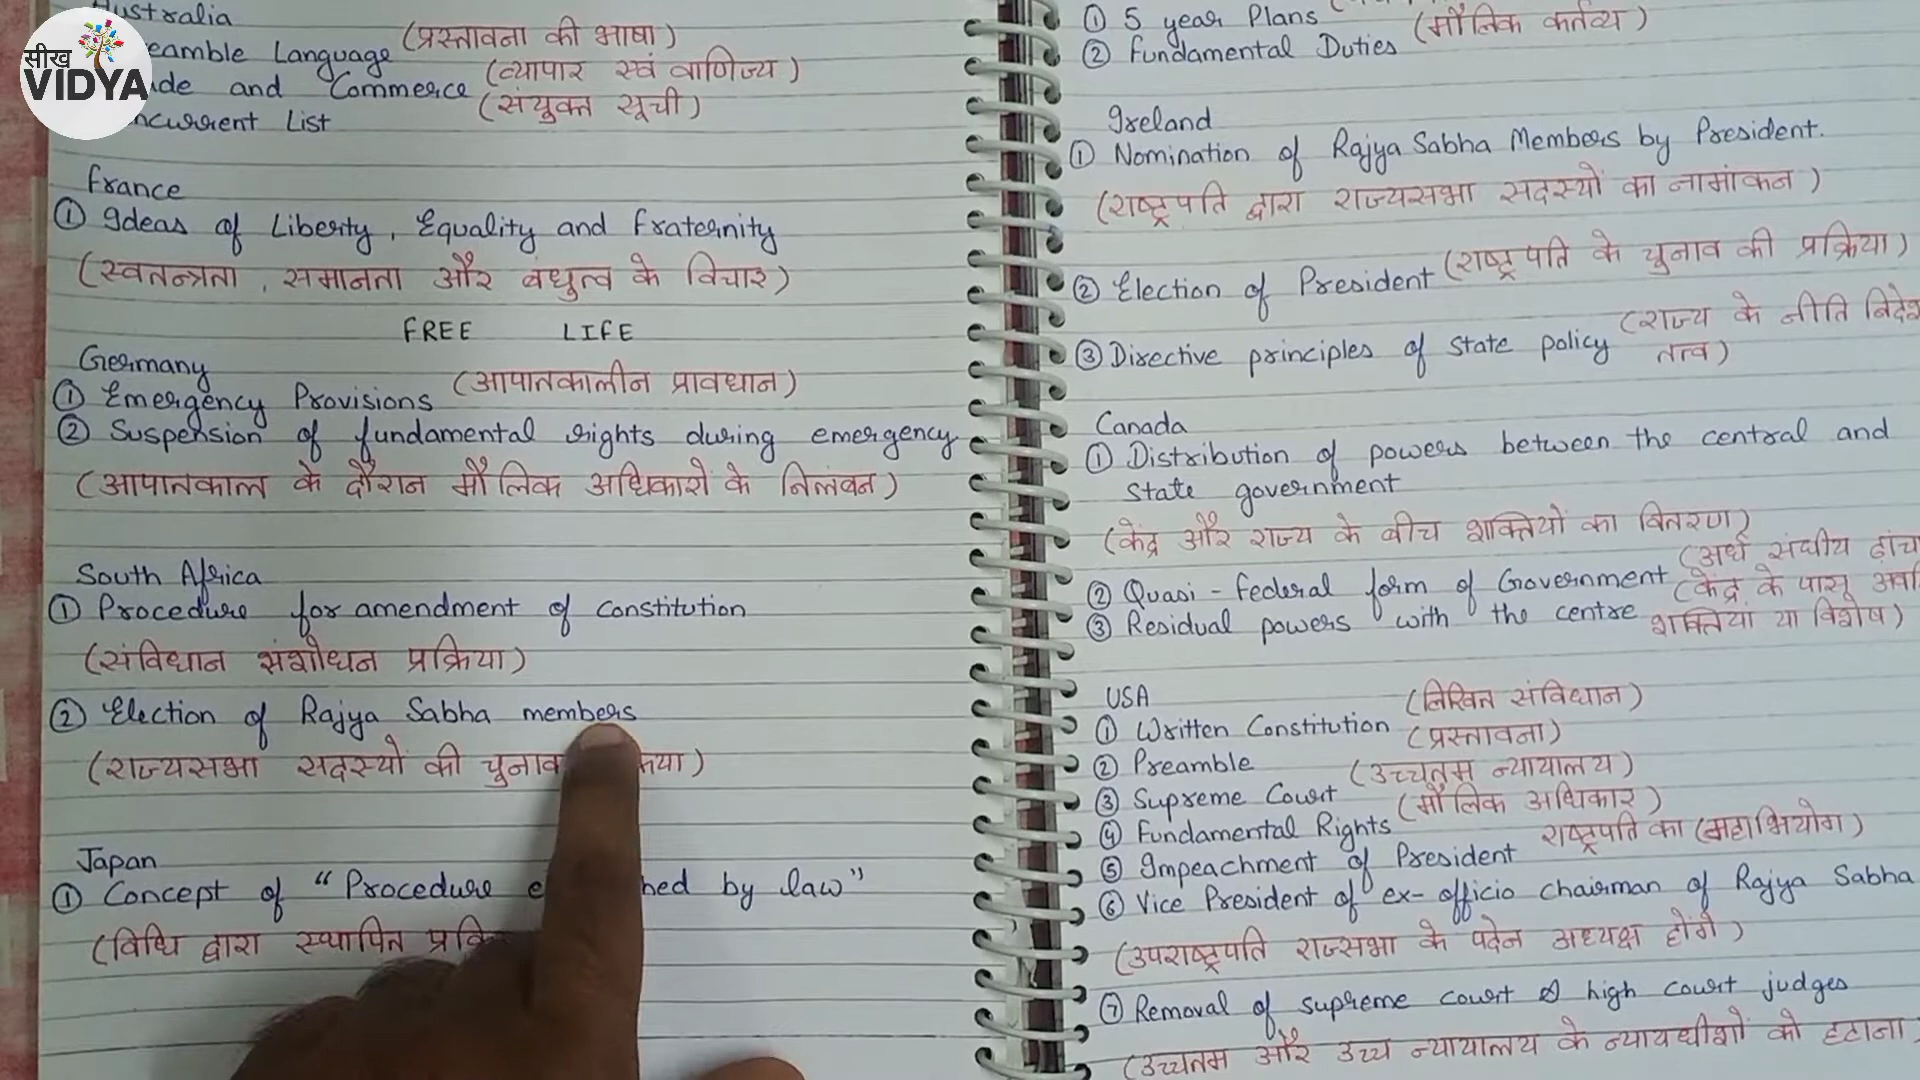 सीख
VIDYA
Australia
Preamble Language (प्रस्तावना की भाषा)
and Commerce (व्यापार एवं वाणिज्य)
List (संयुक्त सूची)
France
① Ideas of Liberty, Equality and Fraternity
(स्वतन्त्रता, समानता और बंधुत्व के विचार)
FREE LIFE
Germany
① Emergency Provisions (आपातकालीन प्रावधान)
② Suspension of fundamental rights during emergency
(आपातकाल के दौरान मौलिक अधिकारों के निलंबन)
South Africa
① Procedure for amendment of constitution
(संविधान संशोधन प्रक्रिया)
② Election of Rajya Sabha members
(राज्यसभा सदस्यों की चुनाव
Japan
① Concept of "Procedure by law"
(विधि द्वारा स्थापित
① 5 year Plans
② Fundamental Duties (मौलिक कर्तव्य)
Ireland
① Nomination of Rajya Sabha Members by President.
(राष्ट्रपति द्वारा राज्यसभा सदस्यों का नामांकन)
② Election of President (राष्ट्रपति के चुनाव की प्रक्रिया)
③ Directive principles of state policy (राज्य के नीति
तत्व)
Canada
① Distribution of powers between the central and
state government
(केंद्र और राज्य के बीच शक्तियों का वितरण)
② Quasi-federal form of Government (अर्ध संघीय
③ Residual powers with the centre (केंद्र के पास
शक्तियां या विशेष)
USA
① Written Constitution (लिखित संविधान)
② Preamble (प्रस्तावना)
③ Supreme Court (उच्चतम न्यायालय)
④ Fundamental Rights (मौलिक अधिकार)
⑤ Impeachment of President राष्ट्रपति का (महाभियोग)
⑥ Vice President of ex-officio chairman of Rajya Sabha
(उपराष्ट्रपति राज्सभा के पदेन अध्यक्ष होंगे)
⑦ Removal of supreme court & high court judges
(उच्चतम और उच्च न्यायालय के न्यायधीशों को हटाना